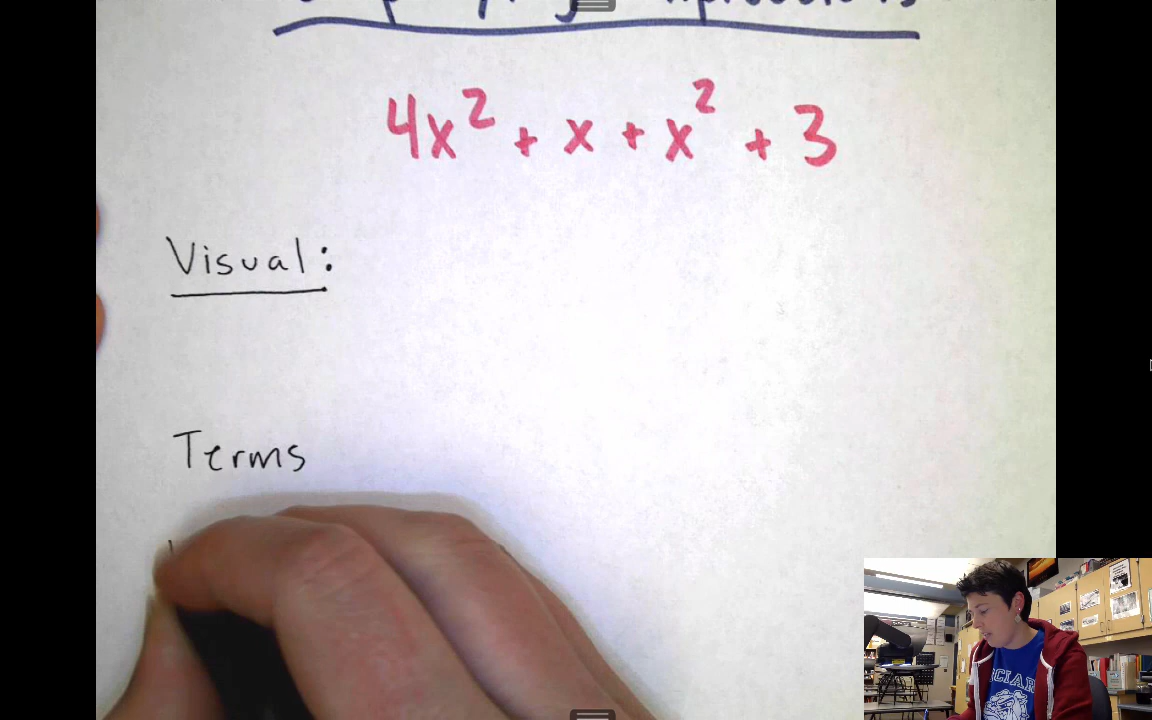 4x² + x + x² + 3
Visual:
Terms